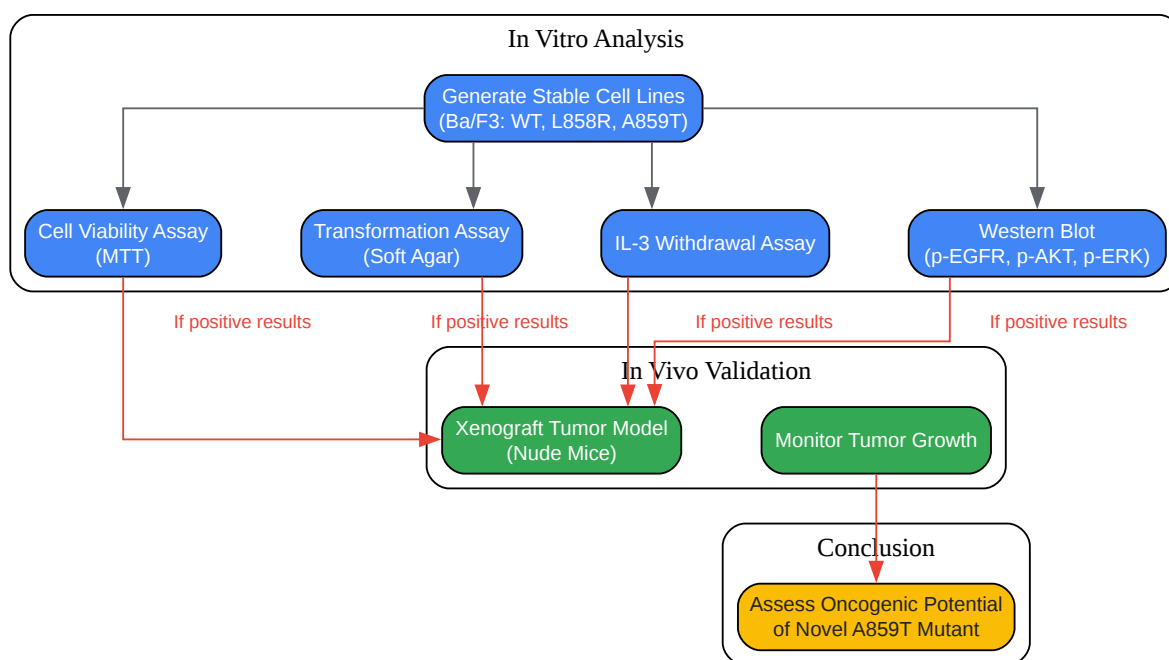 In Vitro Analysis
Generate Stable Cell Lines
(Ba/F3: WT, L858R, A859T)
Cell Viability Assay
(MTT)
Transformation Assay
(Soft Agar)
IL-3 Withdrawal Assay
Western Blot
(p-EGFR, p-AKT, p-ERK)
If positive results
If positive results
If positive results
If positive results
In Vivo Validation
Xenograft Tumor Model
(Nude Mice)
Monitor Tumor Growth
Conclusion
Assess Oncogenic Potential
of Novel A859T Mutant